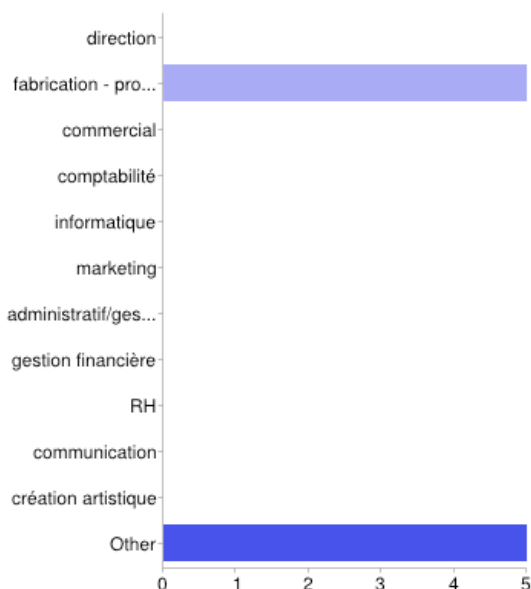 direction
fabrication - pro...
commercial
comptabilité
informatique
marketing
administratif/ges...
gestion financière
RH
communication
création artistique
Other
0 1 2 3 4 5